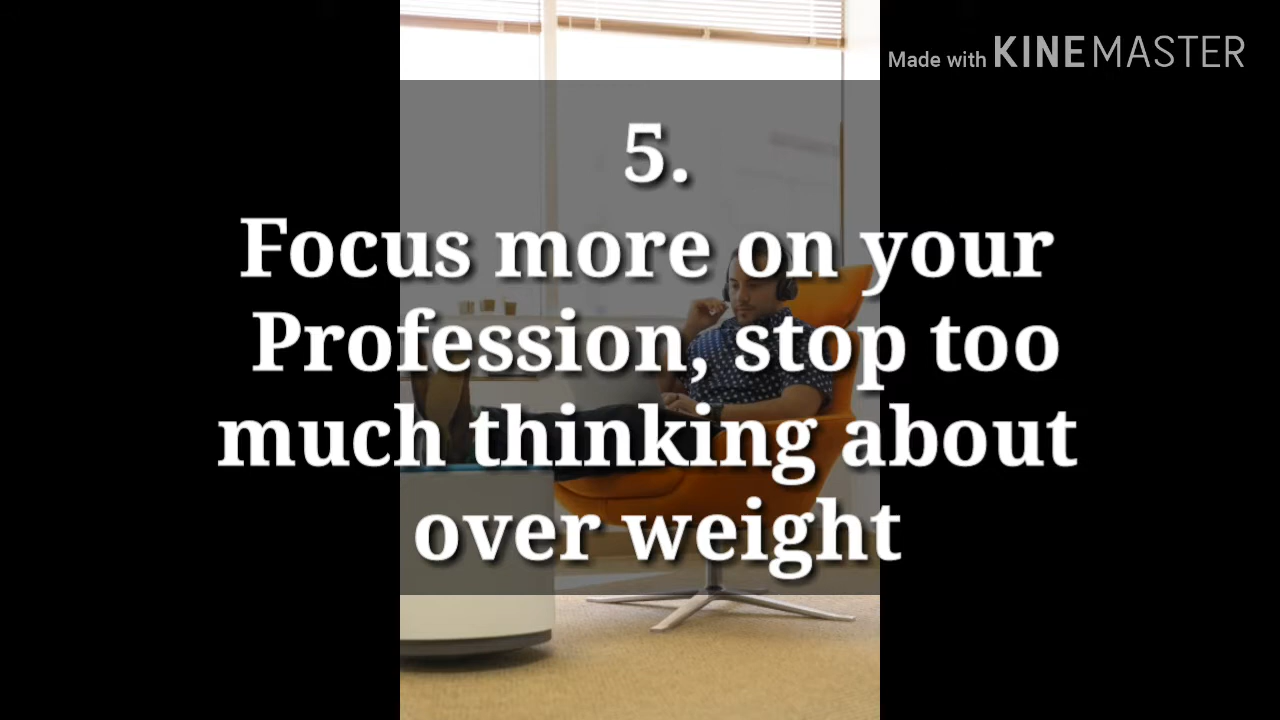 Made with KINEMASTER
5.
Focus more on your
Profession, stop too
much thinking about
over weight